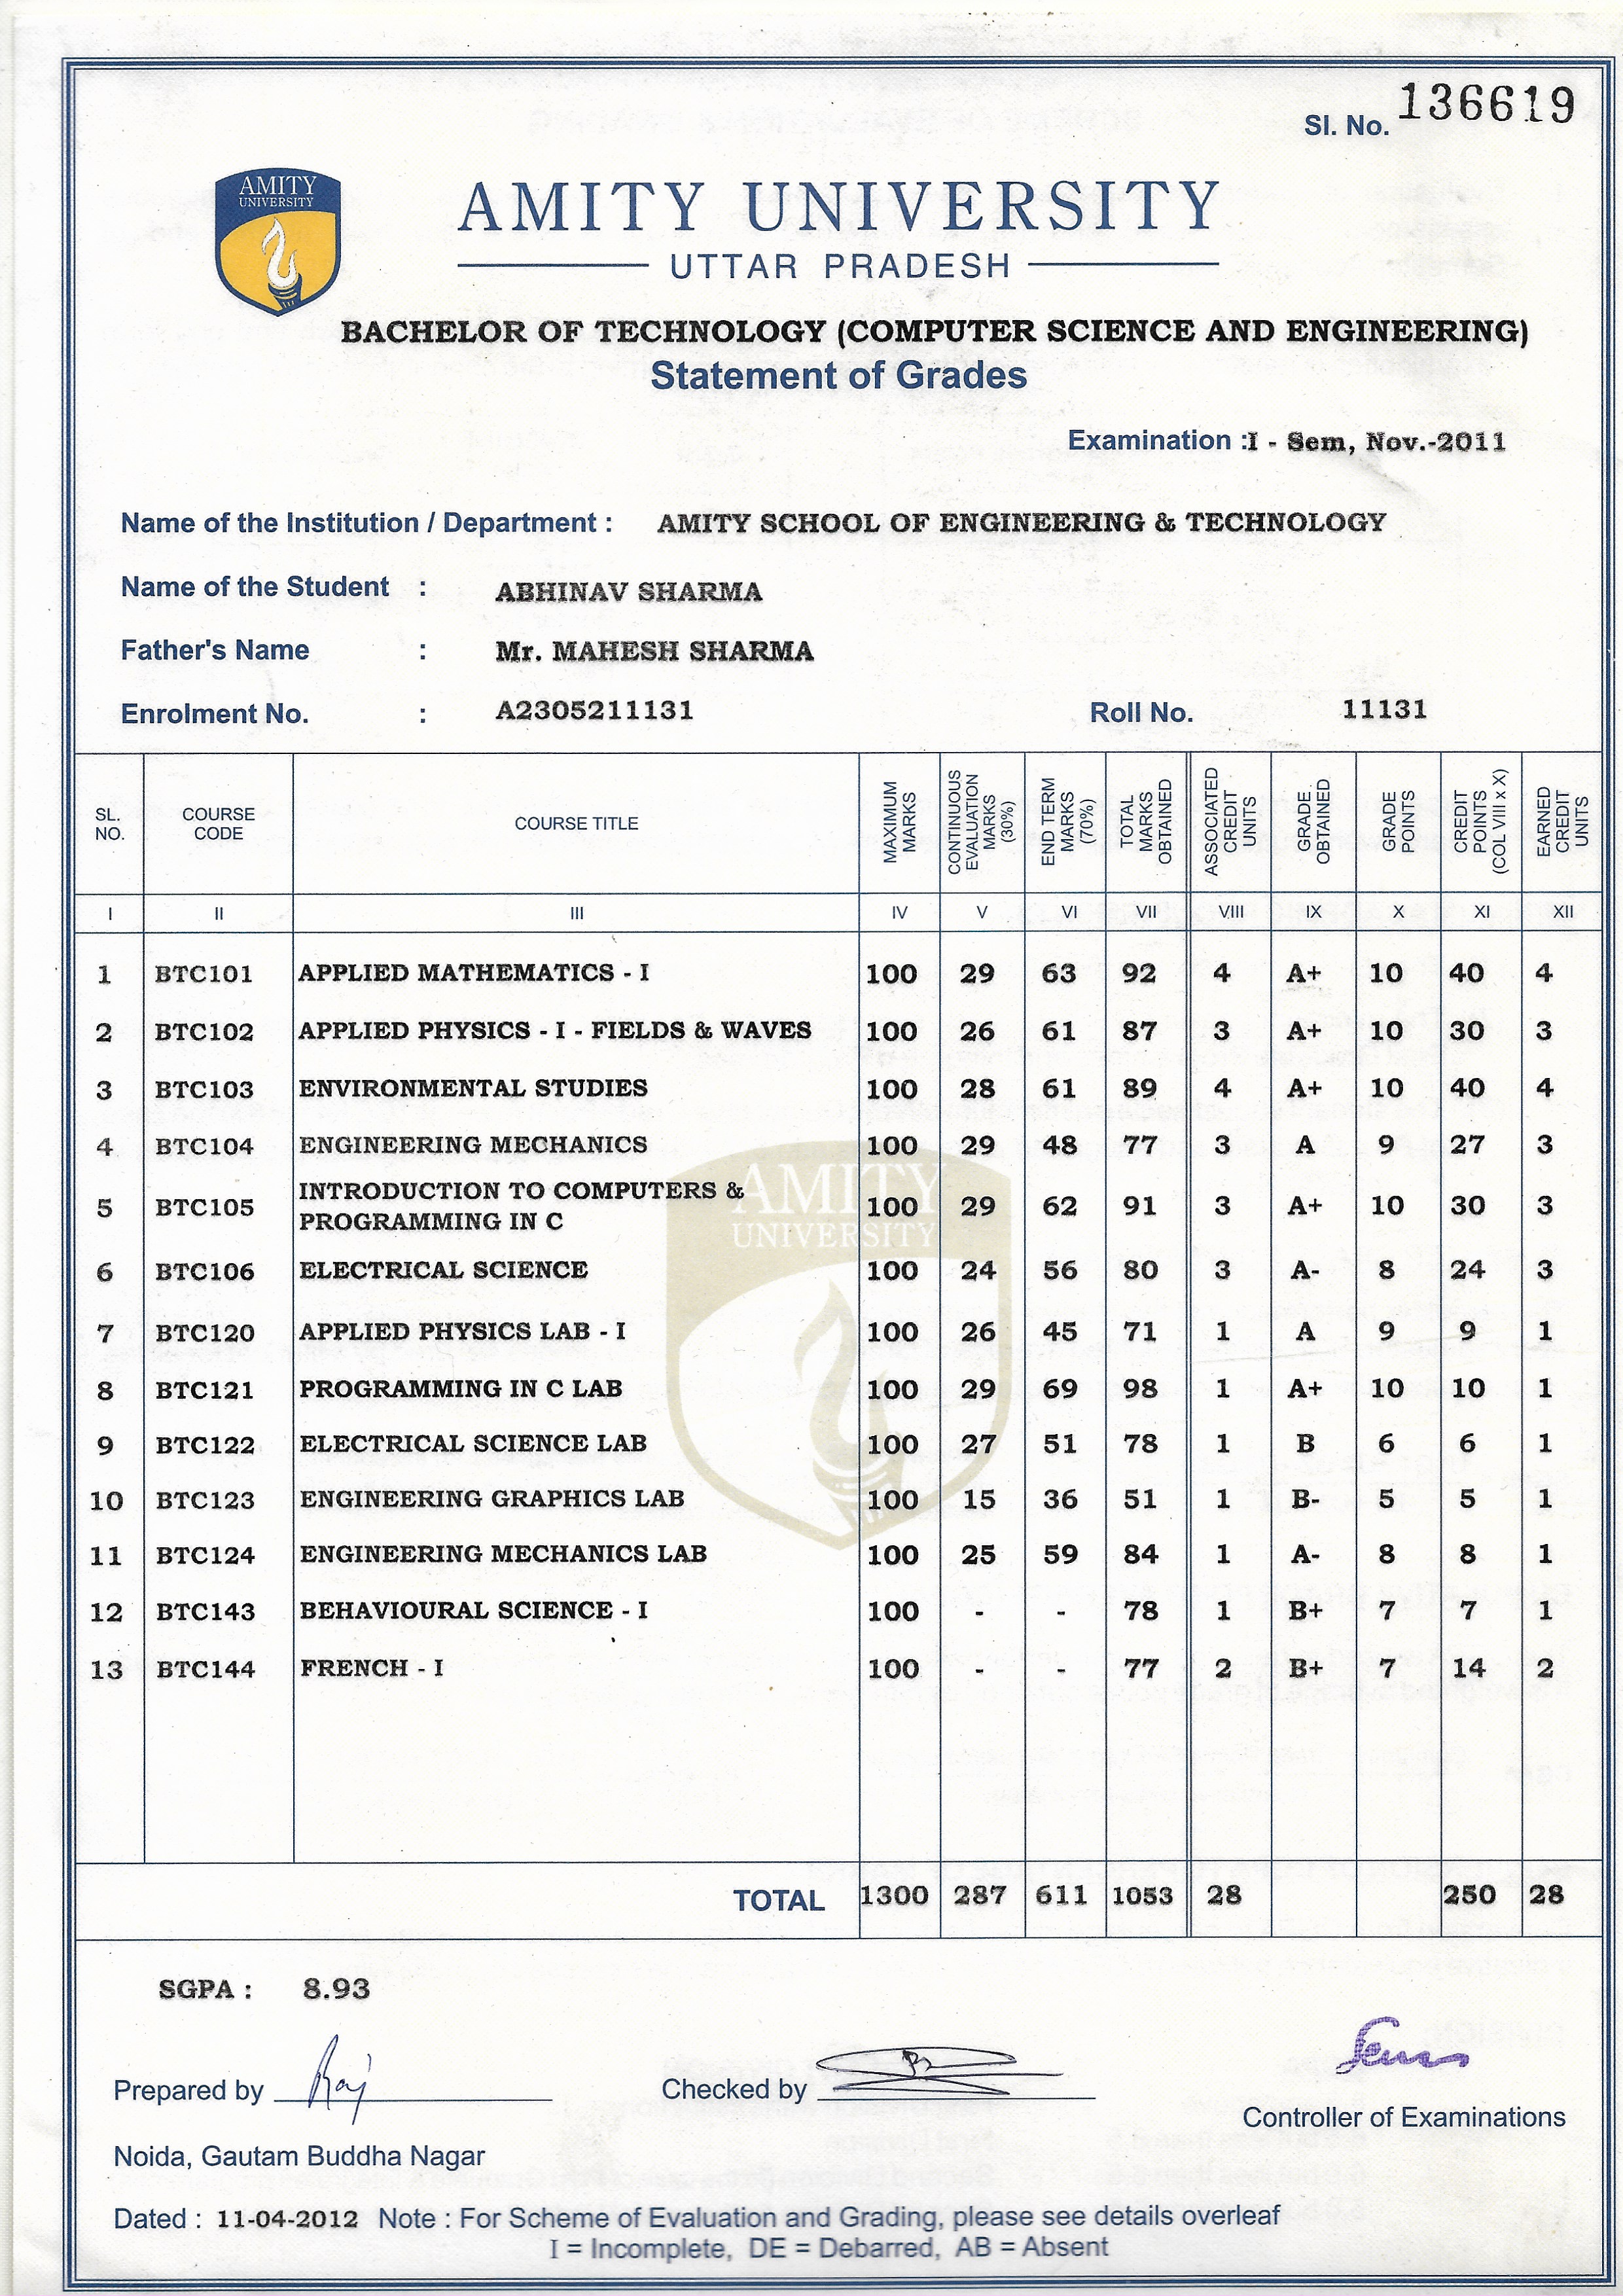 Sl. No. 136619
AMITY
UNIVERSITY
AMITY UNIVERSITY
UTTAR PRADESH
BACHELOR OF TECHNOLOGY (COMPUTER SCIENCE AND ENGINEERING)
Statement of Grades
Examination :I - Sem, Nov.-2011
Name of the Institution / Department : AMITY SCHOOL OF ENGINEERING & TECHNOLOGY
Name of the Student : ABHINAV SHARMA
Father's Name : Mr. MAHESH SHARMA
Enrolment No. : A2305211131 Roll No. 11131
SL. NO. COURSE CODE COURSE TITLE MAXIMUM MARKS CONTINUOUS EVALUATION MARKS (30%) END TERM MARKS (70%) TOTAL MARKS OBTAINED ASSOCIATED CREDIT UNITS GRADE OBTAINED GRADE POINTS CREDIT POINTS (COL VIII x X) EARNED CREDIT UNITS
I II III IV V VI VII VIII IX X XI XII
1 BTC101 APPLIED MATHEMATICS - I 100 29 63 92 4 A+ 10 40 4
2 BTC102 APPLIED PHYSICS - I - FIELDS & WAVES 100 26 61 87 3 A+ 10 30 3
3 BTC103 ENVIRONMENTAL STUDIES 100 28 61 89 4 A+ 10 40 4
4 BTC104 ENGINEERING MECHANICS 100 29 48 77 3 A 9 27 3
5 BTC105 INTRODUCTION TO COMPUTERS & PROGRAMMING IN C 100 29 62 91 3 A+ 10 30 3
6 BTC106 ELECTRICAL SCIENCE 100 24 56 80 3 A- 8 24 3
7 BTC120 APPLIED PHYSICS LAB - I 100 26 45 71 1 A 9 9 1
8 BTC121 PROGRAMMING IN C LAB 100 29 69 98 1 A+ 10 10 1
9 BTC122 ELECTRICAL SCIENCE LAB 100 27 51 78 1 B 6 6 1
10 BTC123 ENGINEERING GRAPHICS LAB 100 15 36 51 1 B- 5 5 1
11 BTC124 ENGINEERING MECHANICS LAB 100 25 59 84 1 A- 8 8 1
12 BTC143 BEHAVIOURAL SCIENCE - I 100 - - 78 1 B+ 7 7 1
13 BTC144 FRENCH - I 100 - - 77 2 B+ 7 14 2
AMITY
UNIVERSITY
TOTAL 1300 287 611 1053 28 250 28
SGPA : 8.93
Prepared by Raj Checked by
Controller of Examinations
Noida, Gautam Buddha Nagar
Dated : 11-04-2012 Note : For Scheme of Evaluation and Grading, please see details overleaf
I = Incomplete, DE = Debarred, AB = Absent